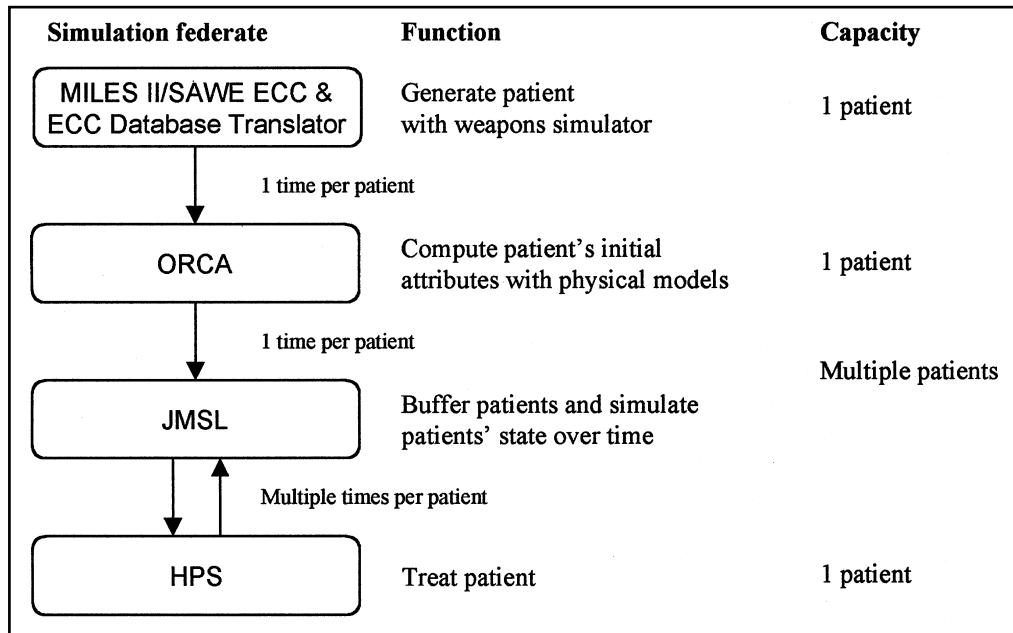 Simulation federate
Function
Capacity
MILES II/SAWE ECC &
ECC Database Translator
Generate patient
with weapons simulator
1 patient
1 time per patient
ORCA
Compute patient's initial
attributes with physical models
1 patient
1 time per patient
Multiple patients
JMSL
Buffer patients and simulate
patients' state over time
Multiple times per patient
HPS
Treat patient
1 patient